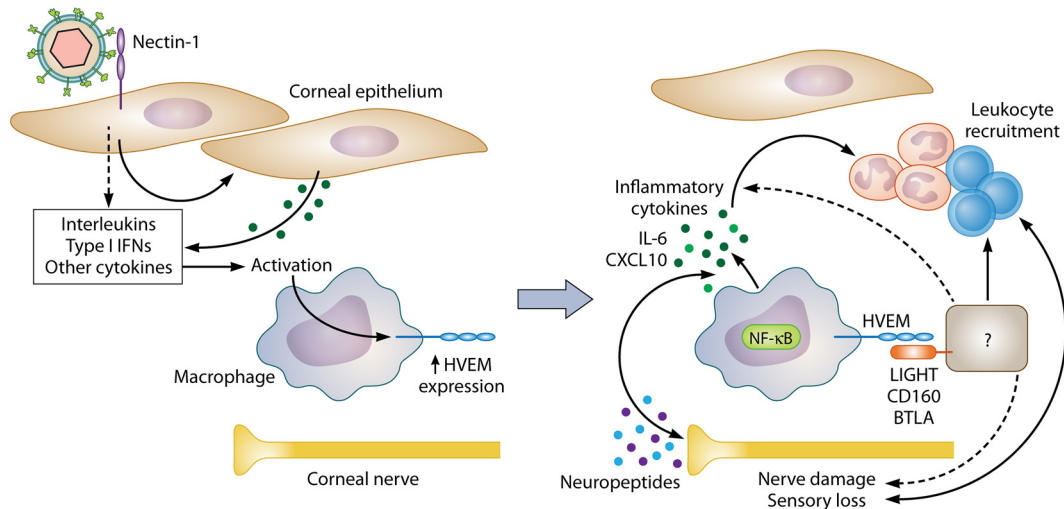 Nectin-1
Corneal epithelium
Interleukins
Type I IFNs
Other cytokines
Activation
Macrophage
HVEM
expression
Corneal nerve
Leukocyte
recruitment
Inflammatory
cytokines
IL-6
CXCL10
NF-κB
HVEM
?
LIGHT
CD160
BTLA
Neuropeptides
Nerve damage
Sensory loss